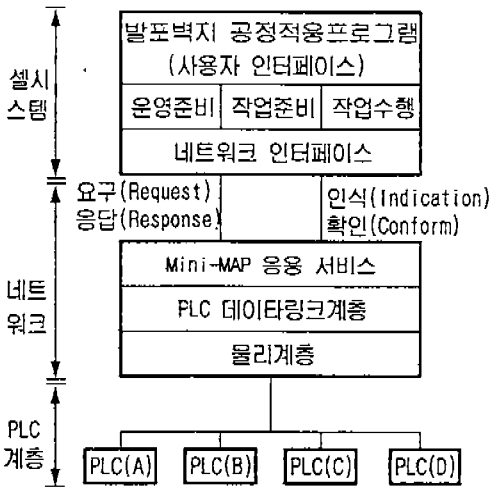 발포벽지 공정적용프로그램
(사용자 인터페이스)
셀시
스템
운영준비 작업준비 작업수행
네트워크 인터페이스
요구(Request)
응답(Response)
인식(Indication)
확인(Conform)
Mini-MAP 응용 서비스
네트
워크
PLC 데이타링크계층
물리계층
PLC
계층
PLC(A) PLC(B) PLC(C) PLC(D)